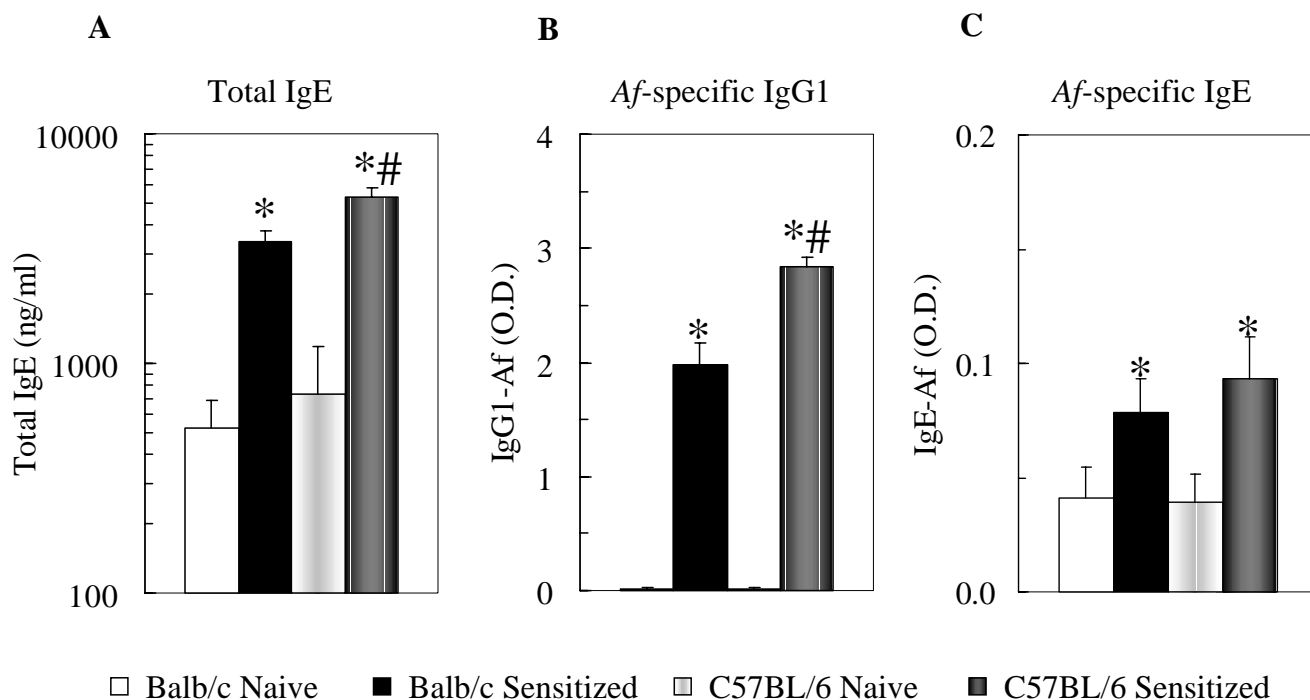 A
B
C
Total IgE
Af-specific IgG1
Af-specific IgE
Total IgE (ng/ml)
10000
1000
100
*
*#
IgG1-Af (O.D.)
4
3
2
1
0
*
*#
IgE-Af (O.D.)
0.2
0.1
0.0
*
*
Balb/c Naive
Balb/c Sensitized
C57BL/6 Naive
C57BL/6 Sensitized